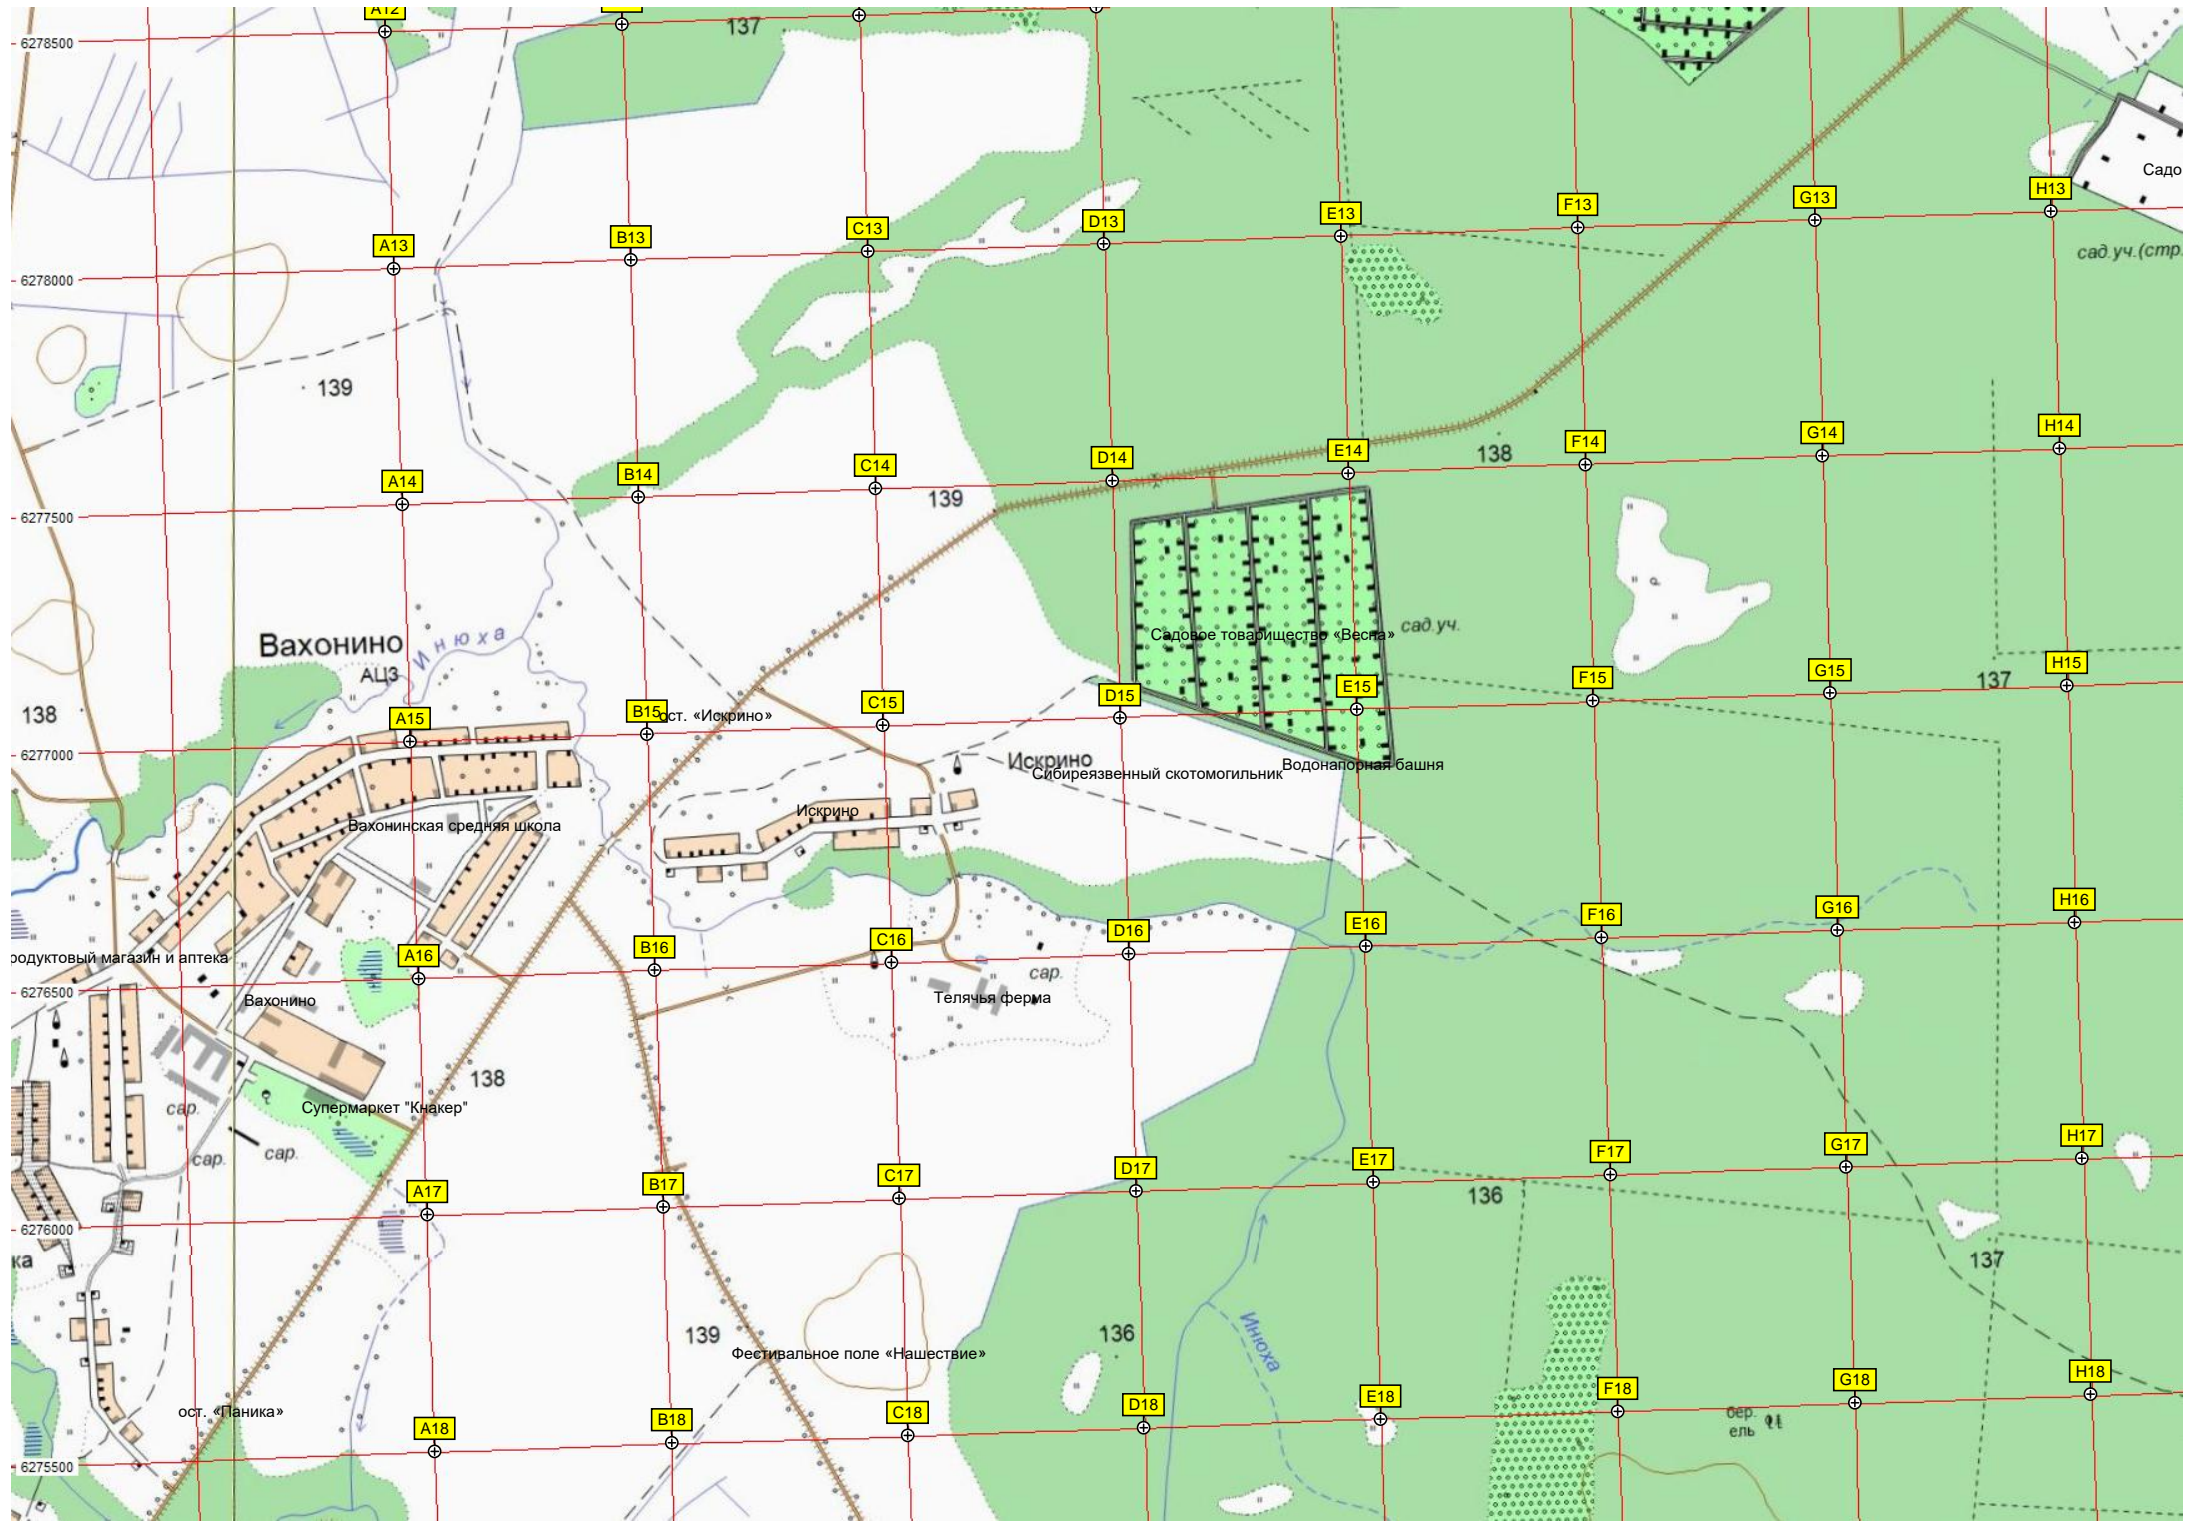 A12
6278500
137
Садо
H13
G13
F13
E13
D13
C13
B13
A13
сад.уч.(стр.
6278000
139
H14
G14
F14
E14
D14
C14
B14
A14
138
139
6277500
Садовое товарищество «Весна»
сад.уч.
Вахонино
Инюха
АЦЗ
H15
G15
F15
E15
D15
C15
B15
A15
137
138
ост. «Искрино»
6277000
Искрино
Сибиреязвенный скотомогильник
Водонапорная башня
Искрино
Вахонинская средняя школа
H16
G16
F16
E16
D16
C16
B16
A16
родуктовый магазин и аптека
сар.
6276500
Вахонино
Телячья ферма
138
сар.
Супермаркет "Кнакер"
сар.
сар.
H17
G17
F17
E17
D17
C17
B17
A17
136
6276000
ка
137
139
136
Инюха
Фестивальное поле «Нашествие»
H18
G18
F18
E18
D18
C18
B18
A18
ост. «Паника»
бер.
ель
6275500